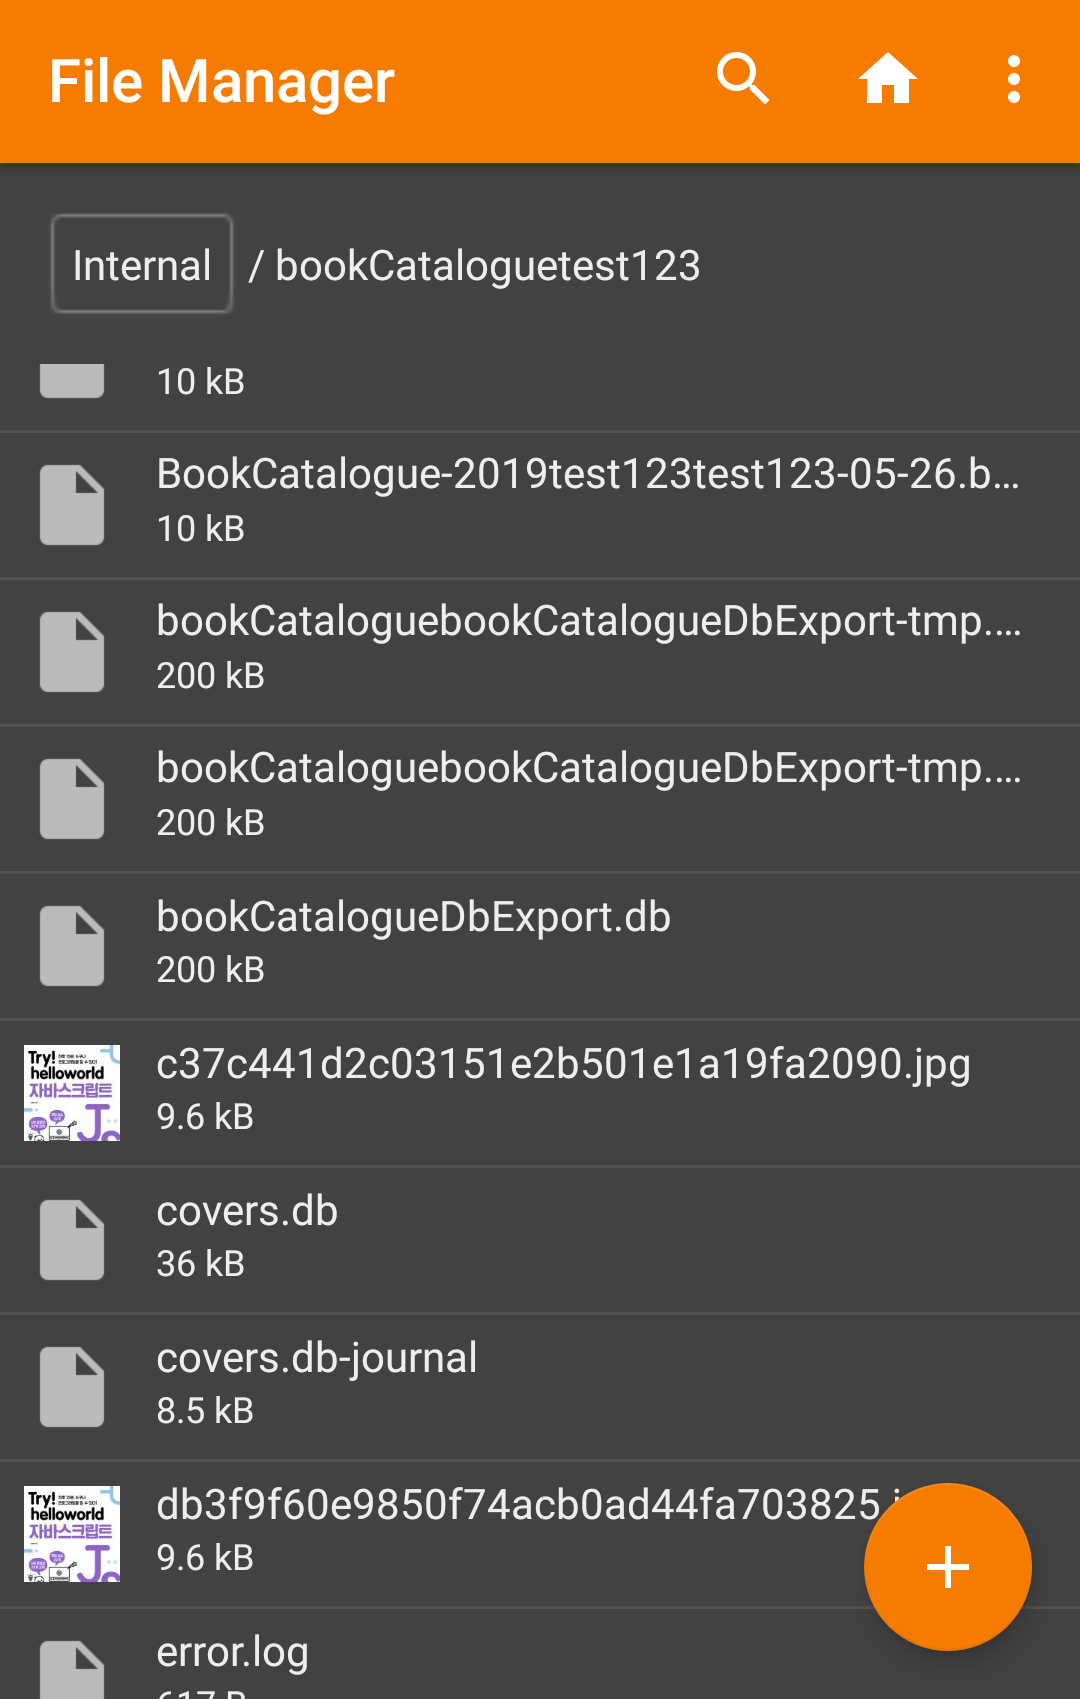 File Manager
Internal / bookCataloguetest123
10 kB
BookCatalogue-2019test123test123-05-26.b...
10 kB
bookCataloguebookCatalogueDbExport-tmp....
200 kB
bookCataloguebookCatalogueDbExport-tmp....
200 kB
bookCatalogueDbExport.db
200 kB
Try!
helloworld
자바스크립트
c37c441d2c03151e2b501e1a19fa2090.jpg
9.6 kB
covers.db
36 kB
covers.db-journal
8.5 kB
Try!
helloworld
자바스크립트
db3f9f60e9850f74acb0ad44fa703825.j
9.6 kB
error.log
617 B